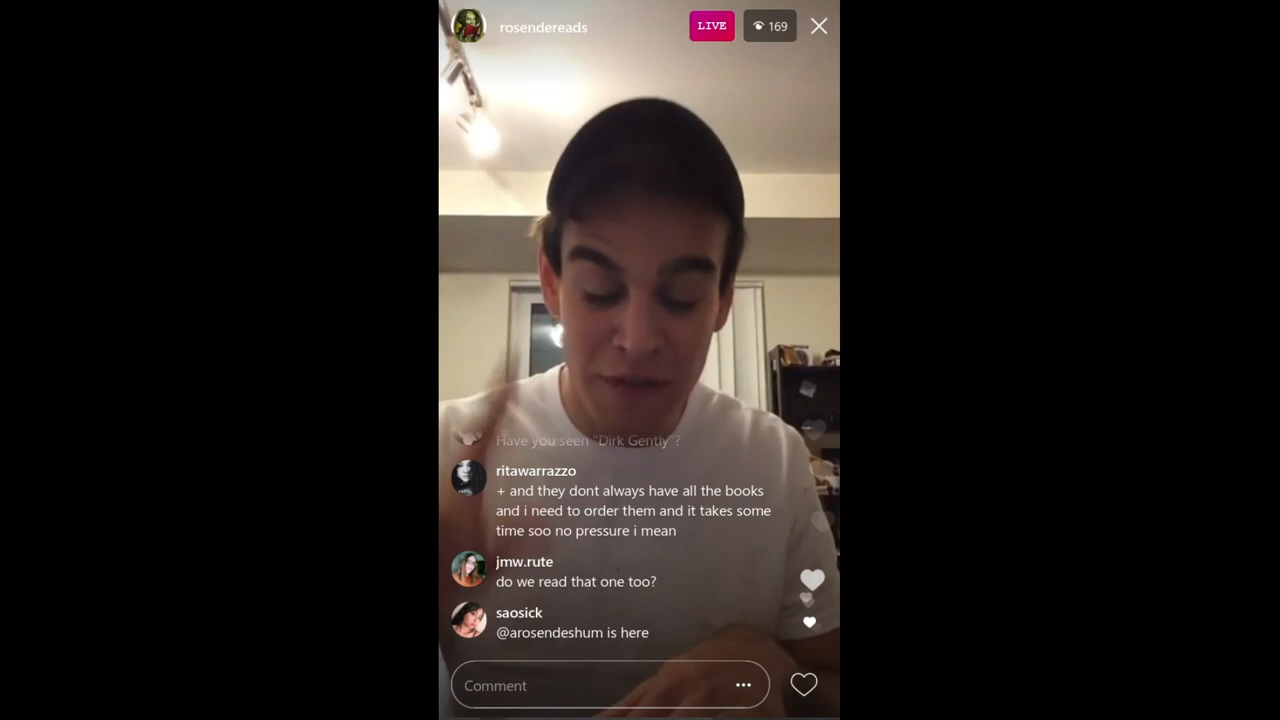 rosendereads
LIVE
169
Have you seen "Dirk Gently"?
ritawarrazzo
+ and they dont always have all the books
and i need to order them and it takes some
time soo no pressure i mean
jmw.rute
do we read that one too?
saosick
@arosendeshum is here
Comment